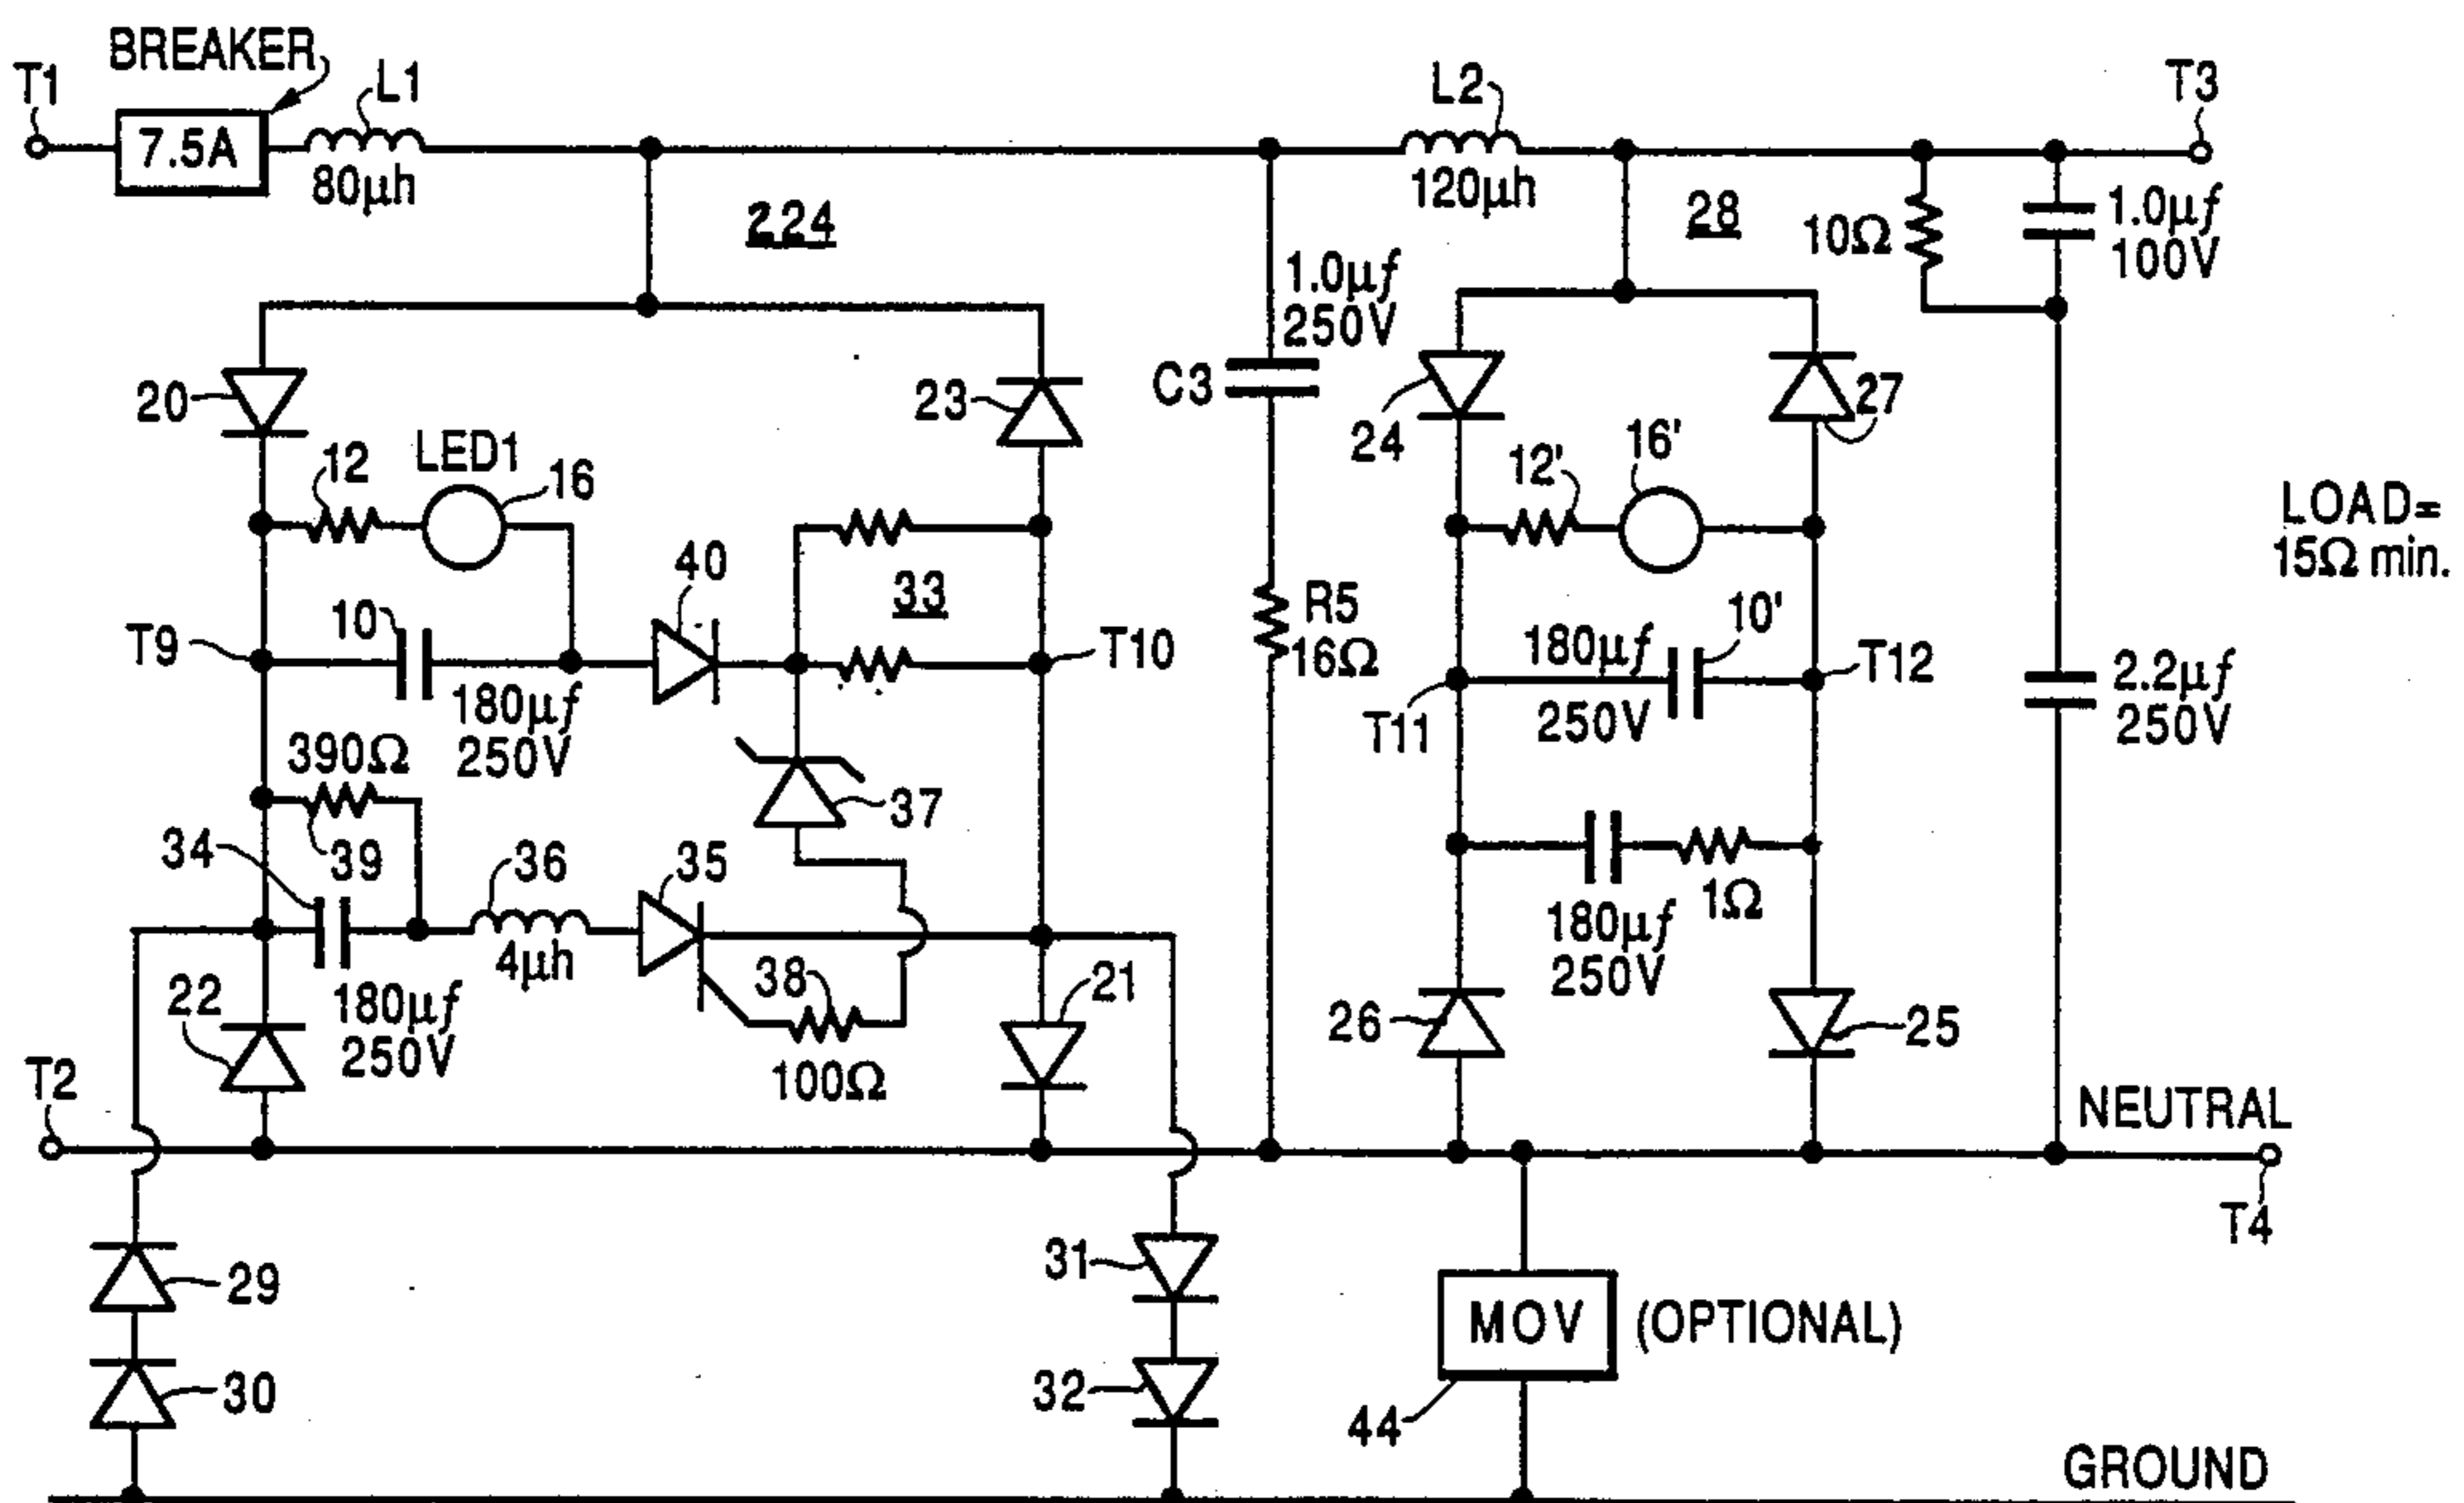 BREAKER
T1
7.5A
L1
80μh
224
L2
120μh
T3
28
10Ω
1.0μf
100V
1.0μf
250V
C3
20
23
12
LED1
16
24
27
12'
16'
LOAD=
15Ω min.
40
33
10
T9
T10
180μf
250V
R5
16Ω
180μf
10'
250V
T11
T12
2.2μf
250V
390Ω
39
37
34
36
4μh
35
38
100Ω
180μf
250V
22
21
180μf
250V
1Ω
26
25
T2
NEUTRAL
T4
29
30
31
32
MOV
(OPTIONAL)
44
GROUND